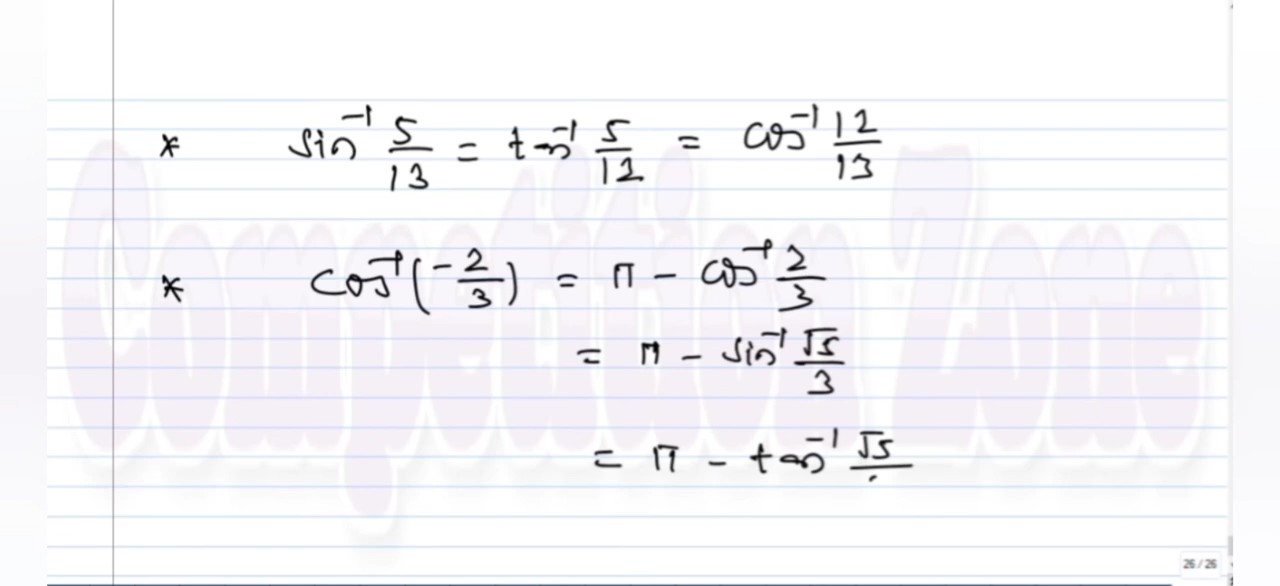 * sin⁻¹ 5/13 = tan⁻¹ 5/12 = cos⁻¹ 12/13
* cos⁻¹(-2/3) = π - cos⁻¹ 2/3
= π - sin⁻¹ √5/3
= π - tan⁻¹ √5/
Competition Zone
26 / 26